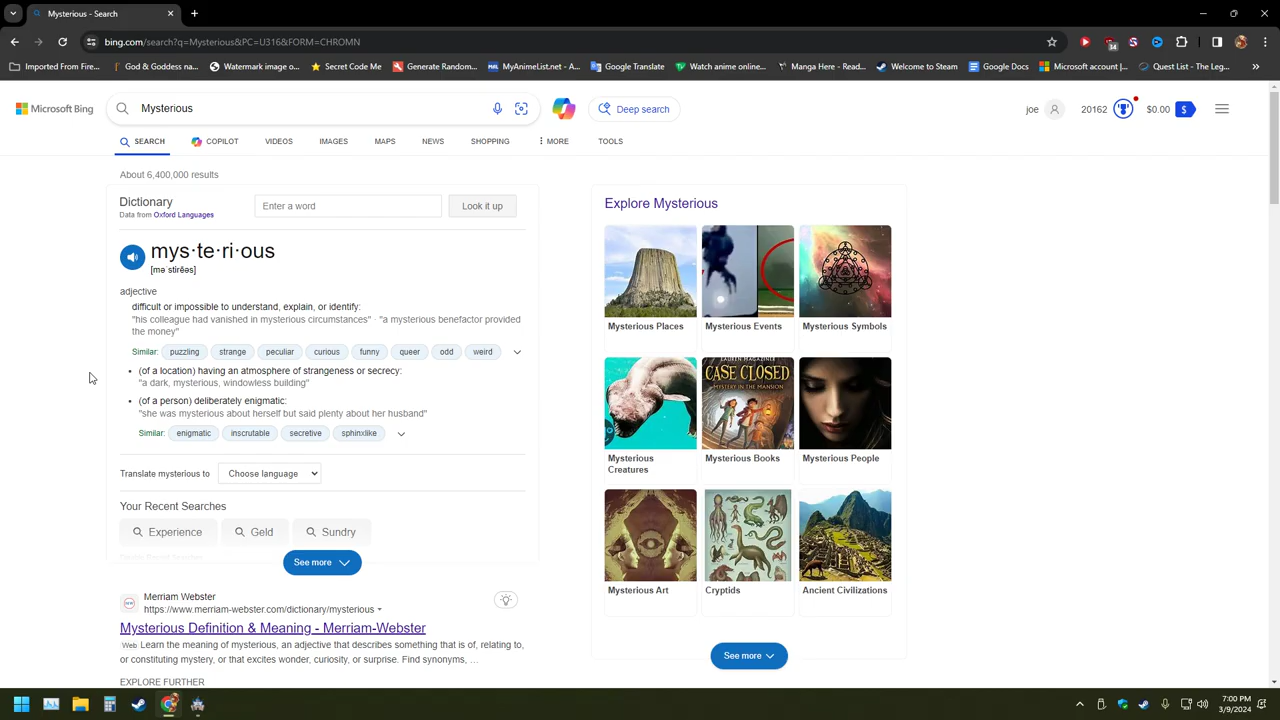 Mysterious - Search
bing.com/search?q=Mysterious&PC=U316&FORM=CHROMN
34
Imported From Fire...
God & Goddess na...
Watermark image o...
Secret Code Me
Generate Random...
MyAnimeList.net -...
Google Translate
Watch anime online...
Maxway Here - Rea...
Welcome to Steam
Discord
Microsoft account |...
Epic 7 - The Leg...
Microsoft Bing
Mysterious
Deep search
joe
20162
$0.00
$
SEARCH
COPILOT
VIDEOS
IMAGES
MAPS
NEWS
SHOPPING
MORE
TOOLS
About 6,400,000 results
Dictionary
Data from Oxford Languages
Enter a word
Look it up
mys·te·ri·ous
[mə stirēəs]
adjective
difficult or impossible to understand, explain, or identify:
"his colleague had vanished in mysterious circumstances" · "a mysterious benefactor provided
the money"
Similar: puzzling strange peculiar curious funny queer odd weird
• (of a location) having an atmosphere of strangeness or secrecy:
"a dark, mysterious, windowless building"
• (of a person) deliberately enigmatic:
"she was mysterious about herself but said plenty about her husband"
Similar: enigmatic inscrutable secretive sphinxlike
Translate mysterious to Choose language
Your Recent Searches
Experience
Geld
Sundry
See more
Merriam Webster
https://www.merriam-webster.com/dictionary/mysterious
Mysterious Definition & Meaning - Merriam-Webster
Web Learn the meaning of mysterious, an adjective that describes something that is of, relating to,
or constituting mystery, or that excites wonder, curiosity, or surprise. Find synonyms, ...
EXPLORE FURTHER
Explore Mysterious
Mysterious Places
Mysterious Events
Mysterious Symbols
LAUREN MAGAZINER
CASE CLOSED
MYSTERY IN THE MANSION
Mysterious
Creatures
Mysterious Books
Mysterious People
Mysterious Art
Cryptids
Ancient Civilizations
See more
7:00 PM
3/9/2024